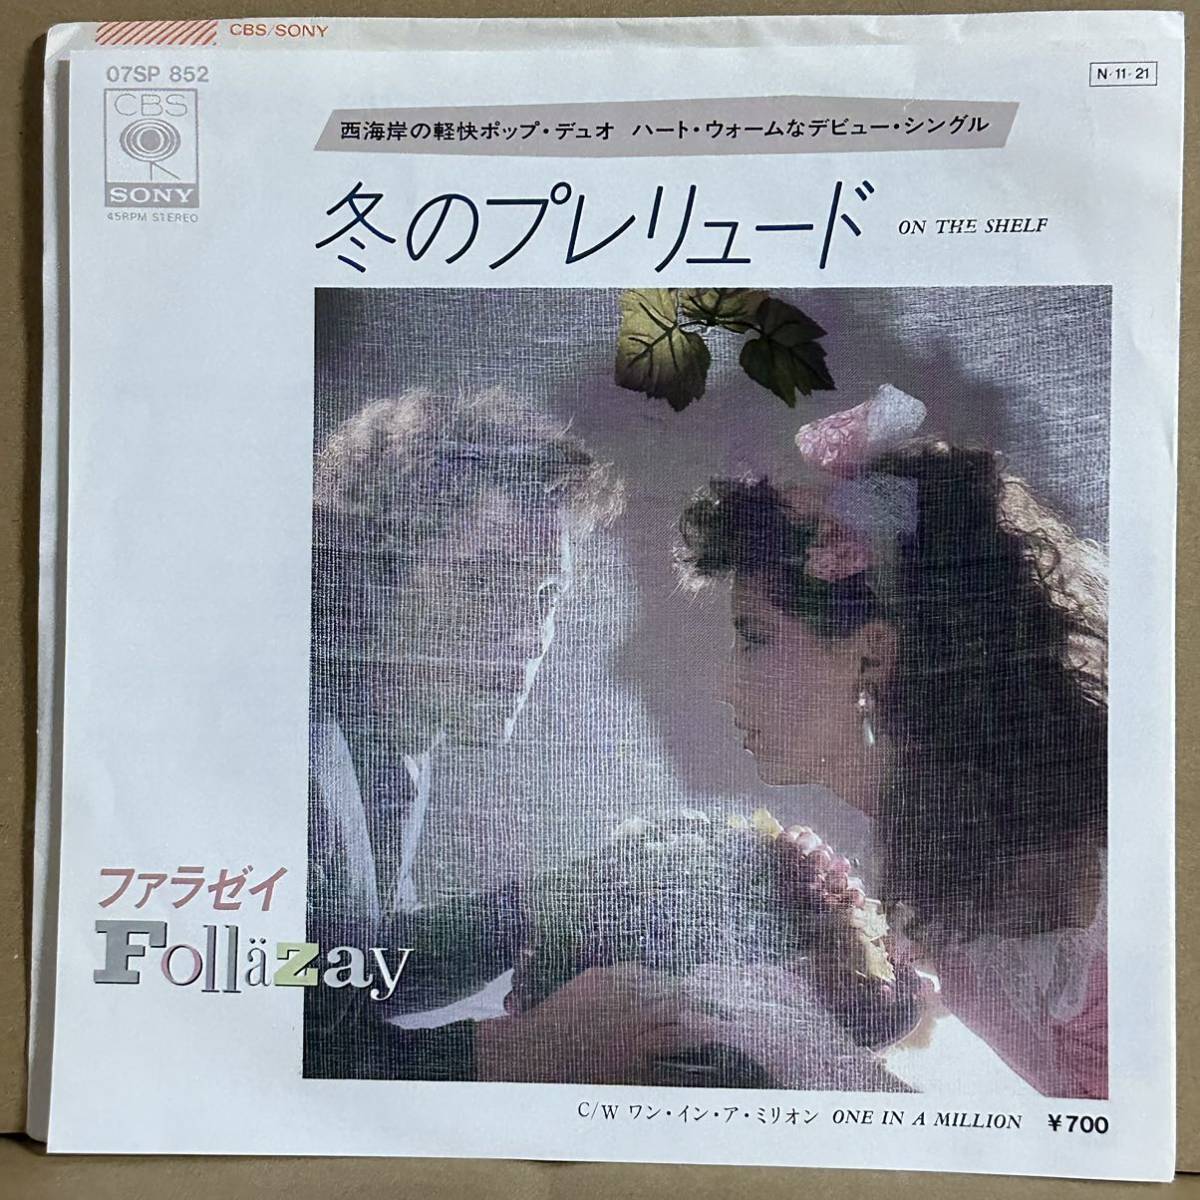 CBS/SONY
07SP 852
N·11·21
CBS
SONY
45RPM STEREO
西海岸の軽快ポップ・デュオ ハート・ウォームなデビュー・シングル
冬のプレリュード ON THE SHELF
ファラゼイ
Folläzay
C/W ワン・イン・ア・ミリオン ONE IN A MILLION ¥700